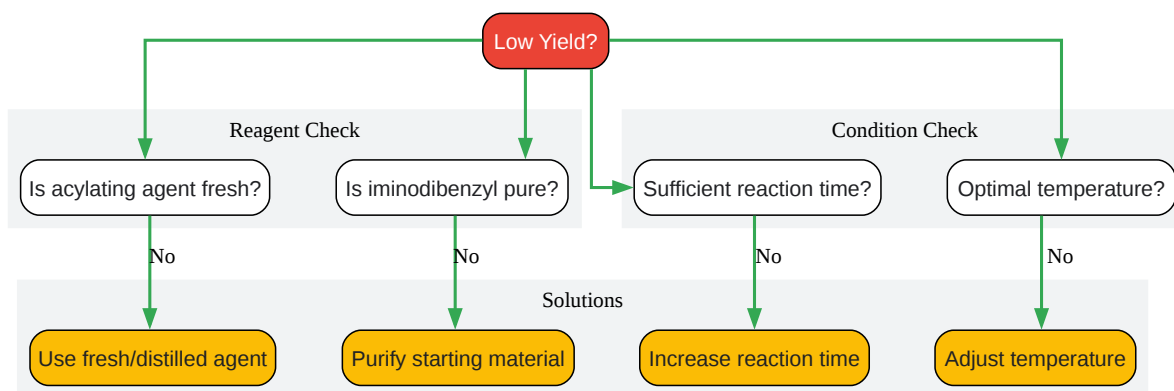 Low Yield?
Reagent Check
Condition Check
Is acylating agent fresh?
Is iminodibenzyl pure?
Sufficient reaction time?
Optimal temperature?
No
No
No
No
Solutions
Use fresh/distilled agent
Purify starting material
Increase reaction time
Adjust temperature